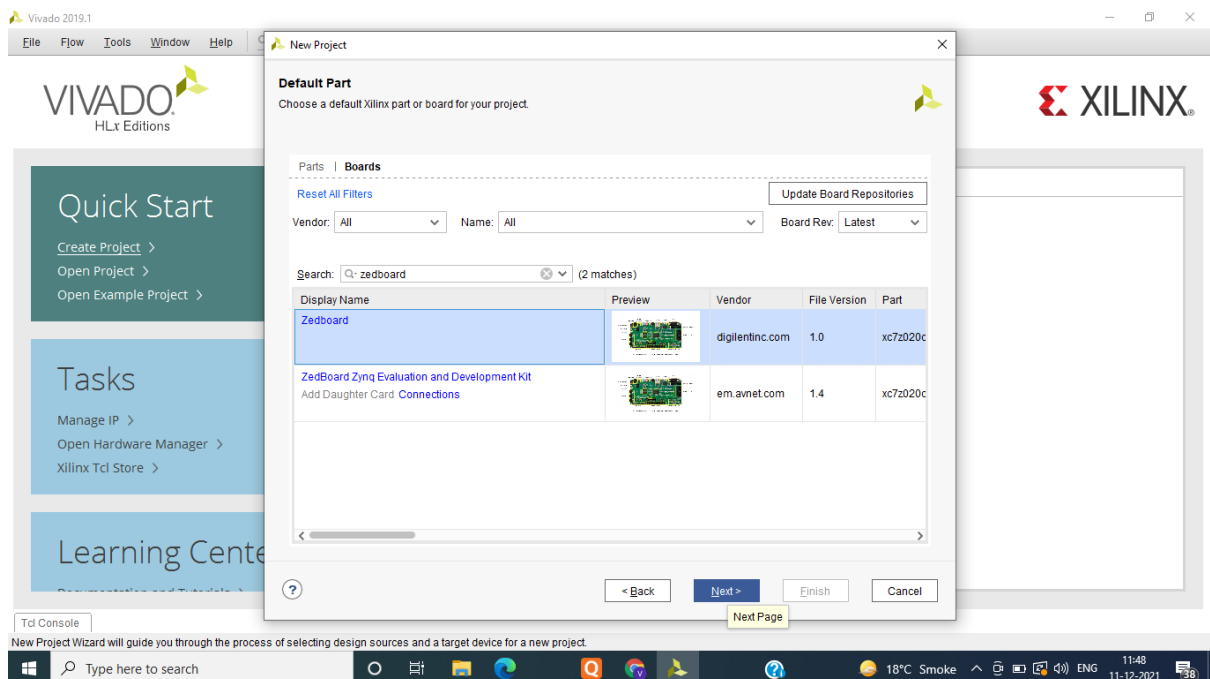 Vivado 2019.1
File Flow Tools Window Help
New Project
VIVADO.
HLx Editions
XILINX®
Default Part
Choose a default Xilinx part or board for your project.
Parts | Boards
Reset All Filters
Update Board Repositories
Vendor: All Name: All Board Rev: Latest
Search: zedboard (2 matches)
Display Name Preview Vendor File Version Part
Zedboard digilentinc.com 1.0 xc7z020c
ZedBoard Zynq Evaluation and Development Kit
Add Daughter Card Connections em.avnet.com 1.4 xc7z020c
Quick Start
Create Project >
Open Project >
Open Example Project >
Tasks
Manage IP >
Open Hardware Manager >
Xilinx Tcl Store >
Learning Cente
? < Back Next > Finish Cancel
Next Page
Tcl Console
New Project Wizard will guide you through the process of selecting design sources and a target device for a new project.
Type here to search
18°C Smoke ENG 11:48
11-12-2021
38